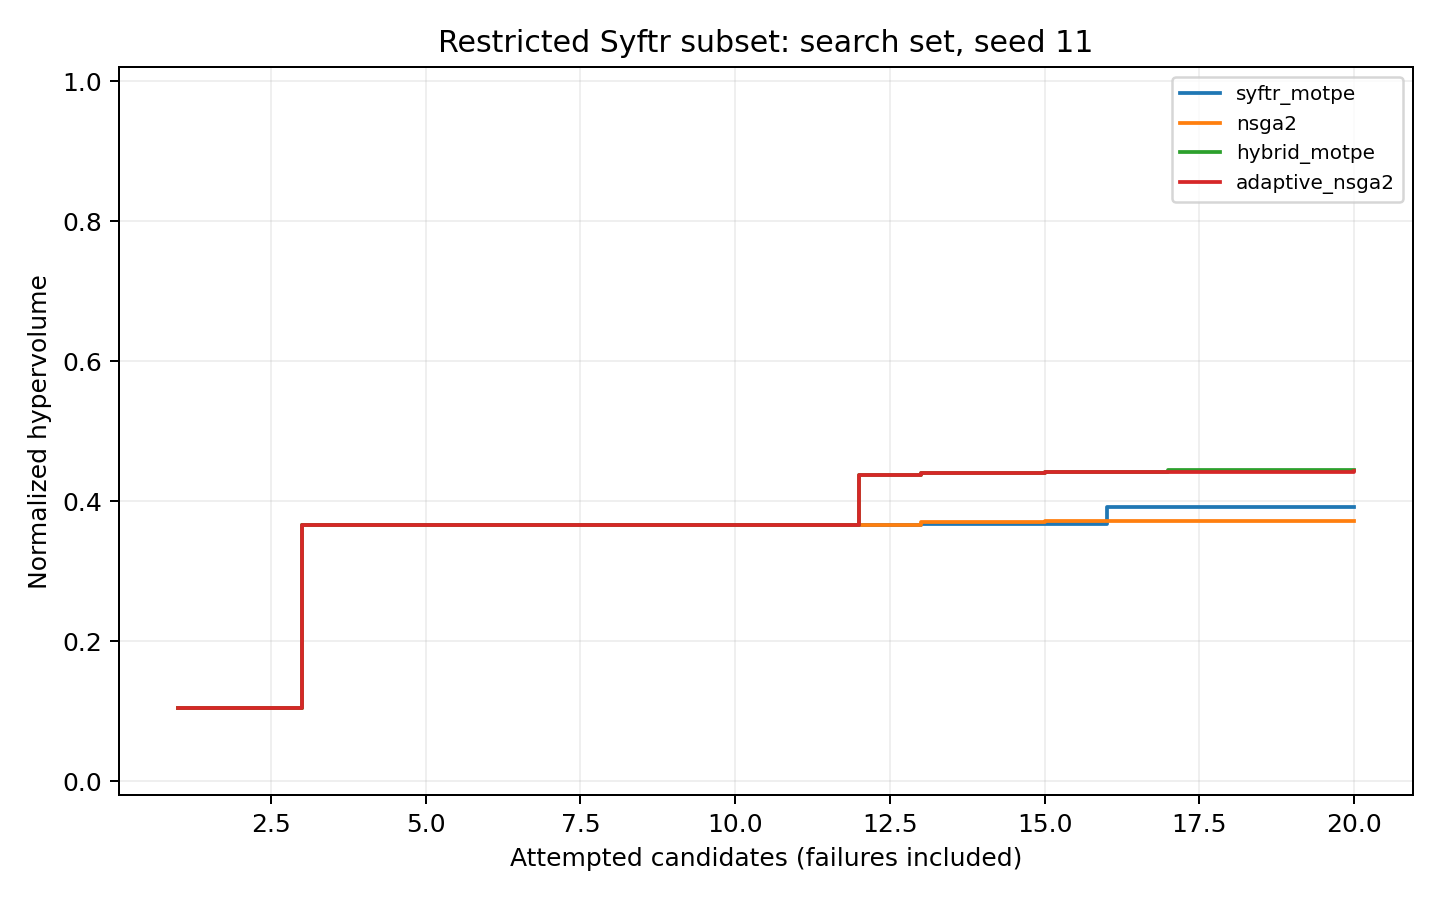 Restricted Syftr subset: search set, seed 11
syftr_motpe
nsga2
hybrid_motpe
adaptive_nsga2
Normalized hypervolume
1.0
0.8
0.6
0.4
0.2
0.0
2.5 5.0 7.5 10.0 12.5 15.0 17.5 20.0
Attempted candidates (failures included)